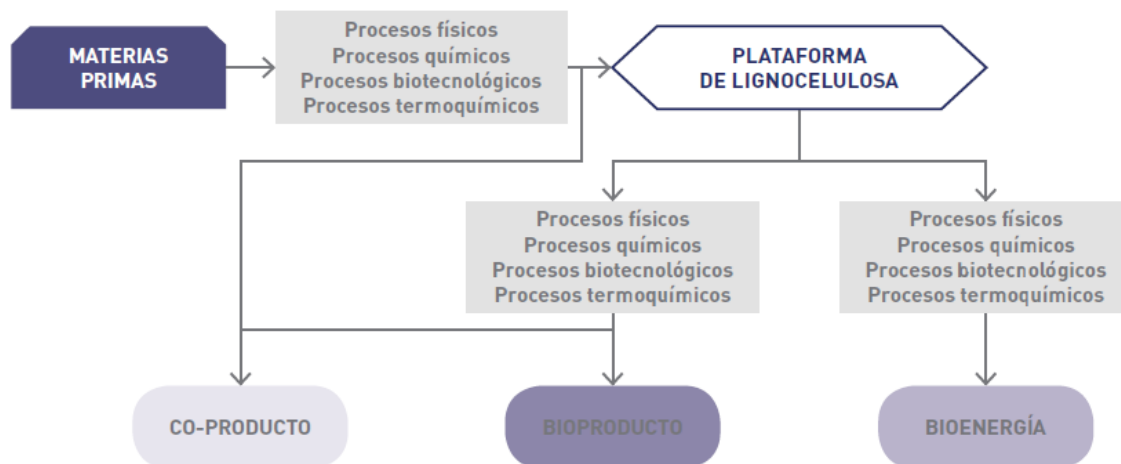 MATERIAS
PRIMAS
Procesos físicos
Procesos químicos
Procesos biotecnológicos
Procesos termoquímicos
PLATAFORMA
DE LIGNOCELULOSA
Procesos físicos
Procesos químicos
Procesos biotecnológicos
Procesos termoquímicos
Procesos físicos
Procesos químicos
Procesos biotecnológicos
Procesos termoquímicos
CO-PRODUCTO
BIOPRODUCTO
BIOENERGÍA